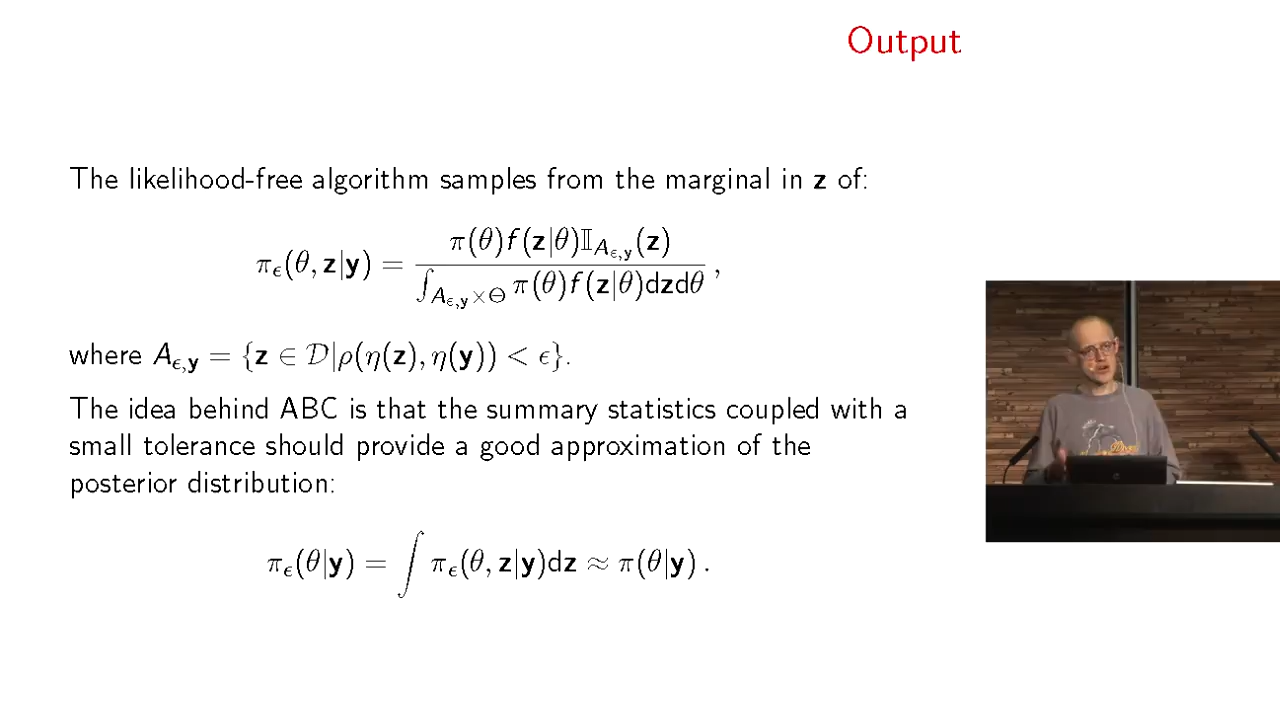 Output
The likelihood-free algorithm samples from the marginal in z of:
π_ϵ(θ, z|y) = π(θ)f(z|θ)𝕀_{A_{ϵ,y}}(z) / ∫_{A_{ϵ,y}×Θ} π(θ)f(z|θ)dzdθ ,
where A_{ϵ,y} = {z ∈ 𝒟|ρ(η(z), η(y)) < ϵ}.
The idea behind ABC is that the summary statistics coupled with a
small tolerance should provide a good approximation of the
posterior distribution:
π_ϵ(θ|y) = ∫ π_ϵ(θ, z|y)dz ≈ π(θ|y) .